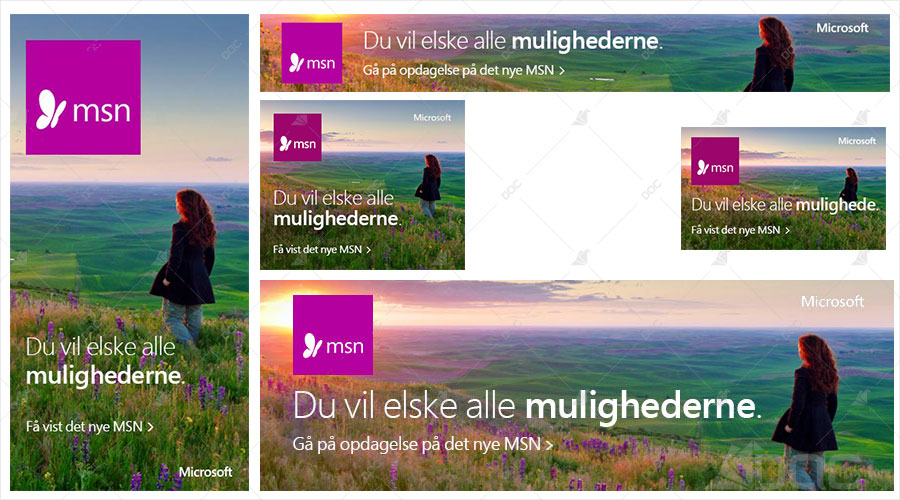 msn
Du vil elske alle
mulighederne.
Få vist det nye MSN >
Microsoft
msn
Du vil elske alle mulighederne.
Gå på opdagelse på det nye MSN >
Microsoft
msn
Microsoft
Du vil elske alle
mulighederne.
Få vist det nye MSN >
msn
Microsoft
Du vil elske alle mulighede.
Få vist det nye MSN >
msn
Microsoft
Du vil elske alle mulighederne.
Gå på opdagelse på det nye MSN >
DOC